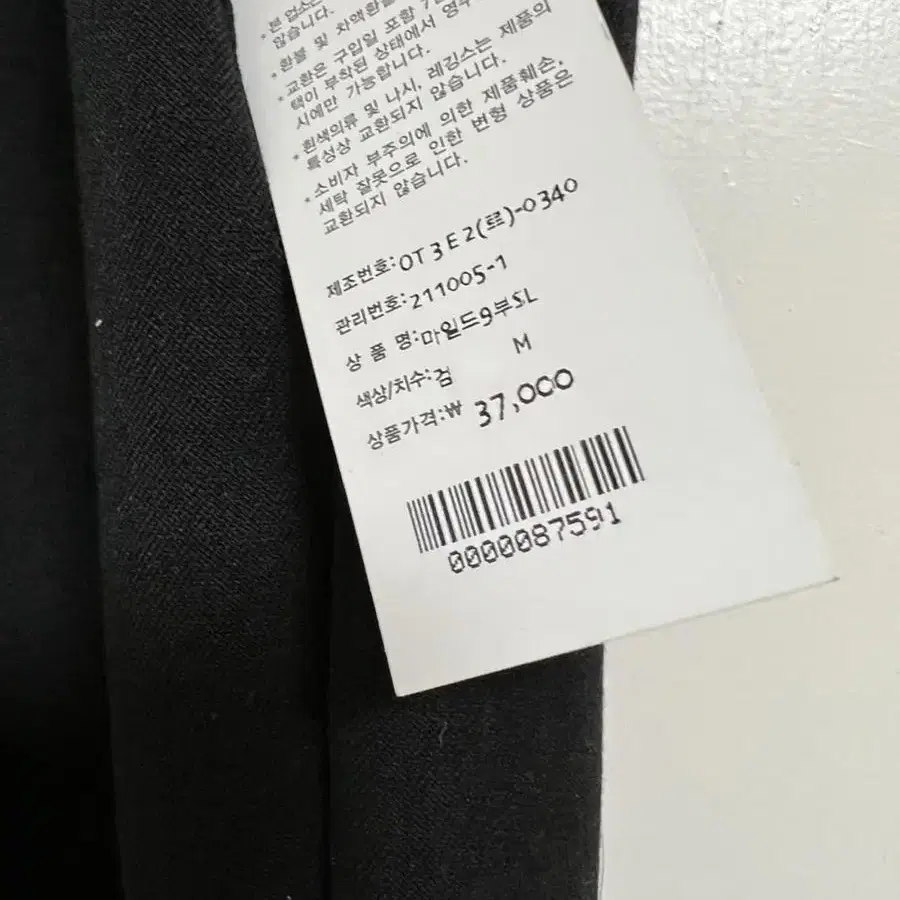 * 본 업소는
않습니다.
* 환불 및 차액환불
* 교환은 구입일 포함 7일
택이 부착된 상태에서 영수
시에만 가능합니다.
* 흰색의류 및 나시, 레깅스는 제품의
특성상 교환되지 않습니다.
* 소비자 부주의에 의한 제품훼손,
세탁 잘못으로 인한 변형 상품은
교환되지 않습니다.
제조번호:OT3E2(르)-0340
관리번호:211005-1
상 품 명:마일드9부SL
색상/치수:검 M
상품가격:₩ 37,000
0000087591